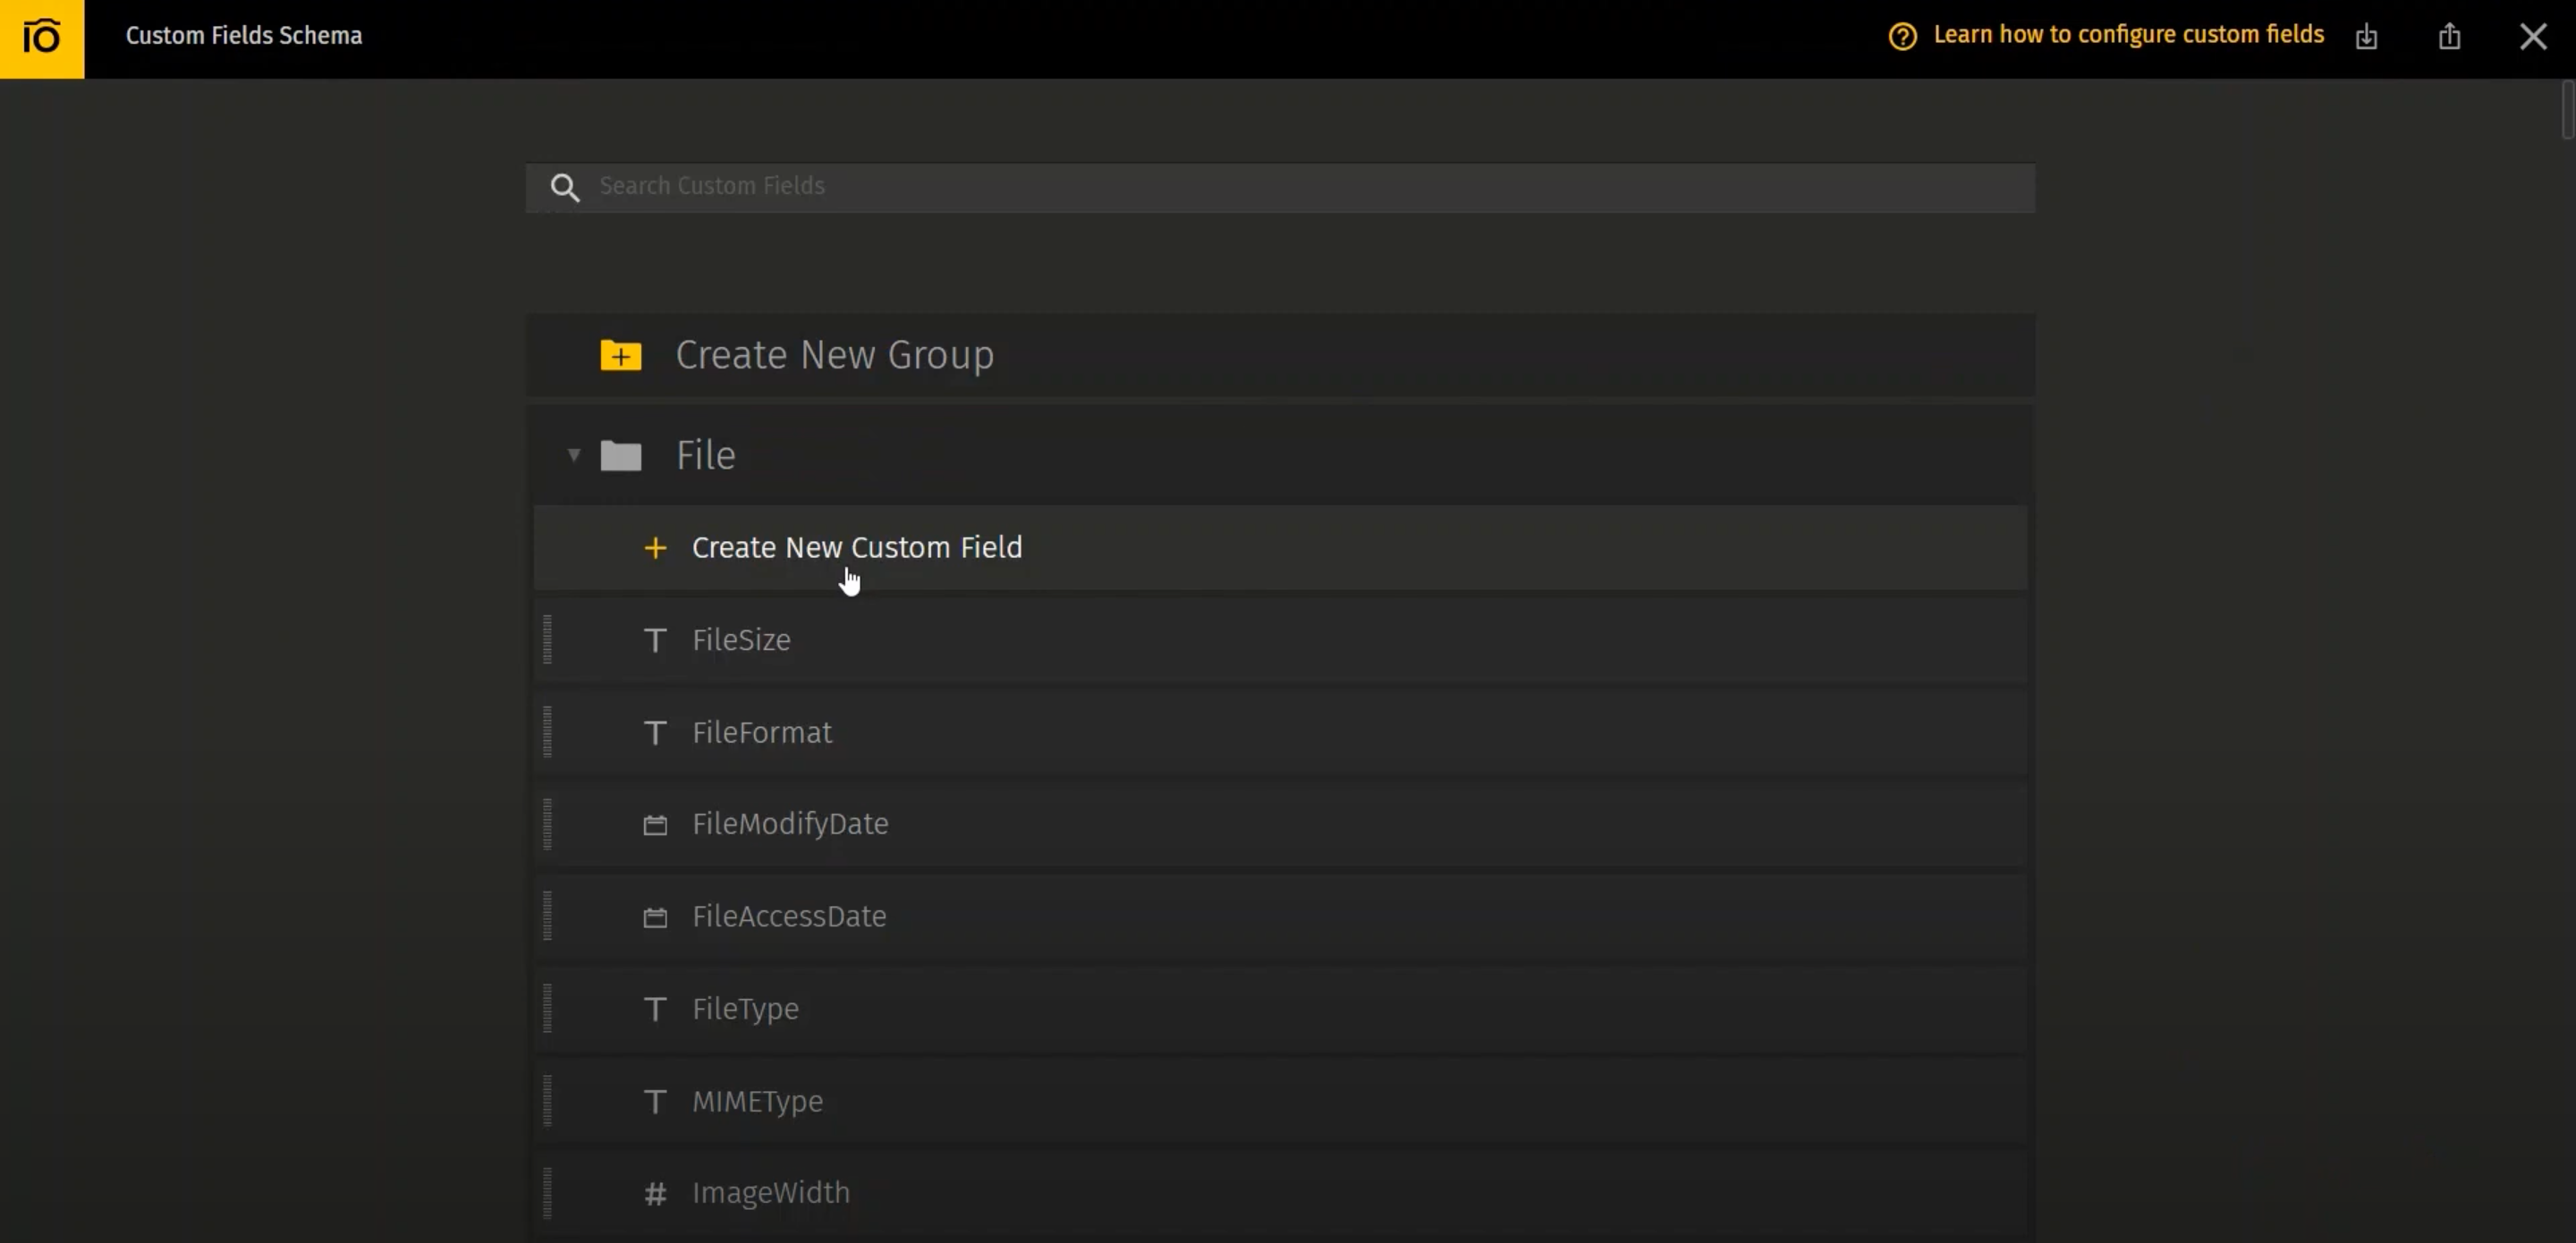 iO
Custom Fields Schema
Learn how to configure custom fields
Search Custom Fields
Create New Group
File
Create New Custom Field
FileSize
FileFormat
FileModifyDate
FileAccessDate
FileType
MIMEType
ImageWidth